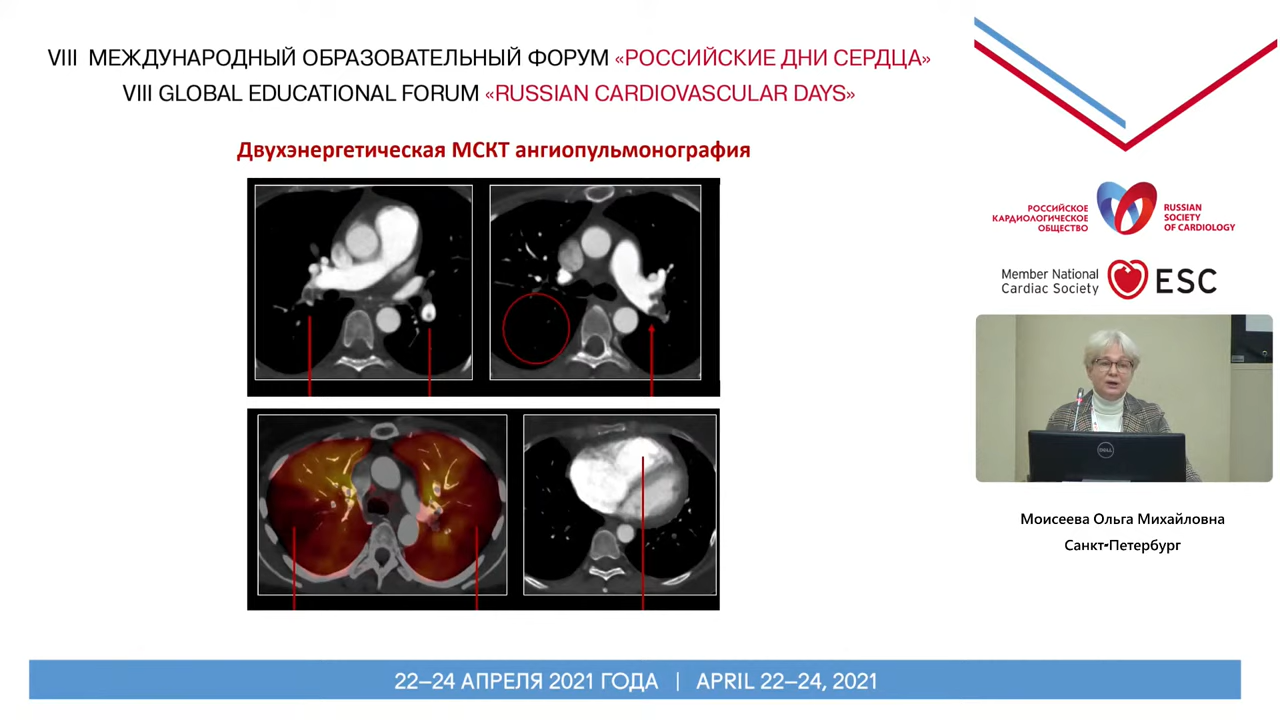 VIII МЕЖДУНАРОДНЫЙ ОБРАЗОВАТЕЛЬНЫЙ ФОРУМ «РОССИЙСКИЕ ДНИ СЕРДЦА»
VIII GLOBAL EDUCATIONAL FORUM «RUSSIAN CARDIOVASCULAR DAYS»
Двухэнергетическая МСКТ ангиопульмонография
РОССИЙСКОЕ
КАРДИОЛОГИЧЕСКОЕ
ОБЩЕСТВО
RUSSIAN
SOCIETY
OF CARDIOLOGY
Member National
Cardiac Society
ESC
DELL
Моисеева Ольга Михайловна
Санкт-Петербург
22–24 АПРЕЛЯ 2021 ГОДА | APRIL 22–24, 2021